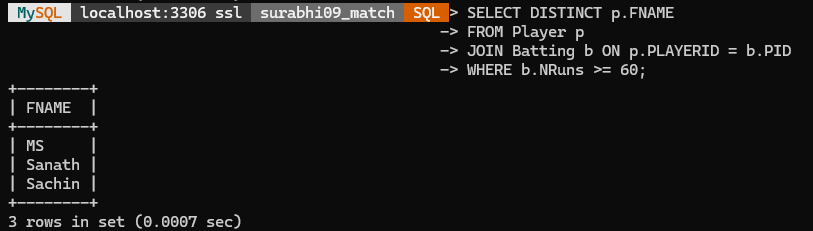 MySQL localhost:3306 ssl surabhi09_match SQL > SELECT DISTINCT p.FNAME
-> FROM Player p
-> JOIN Batting b ON p.PLAYERID = b.PID
-> WHERE b.NRuns >= 60;
+--------+
| FNAME  |
+--------+
| MS     |
| Sanath |
| Sachin |
+--------+
3 rows in set (0.0007 sec)